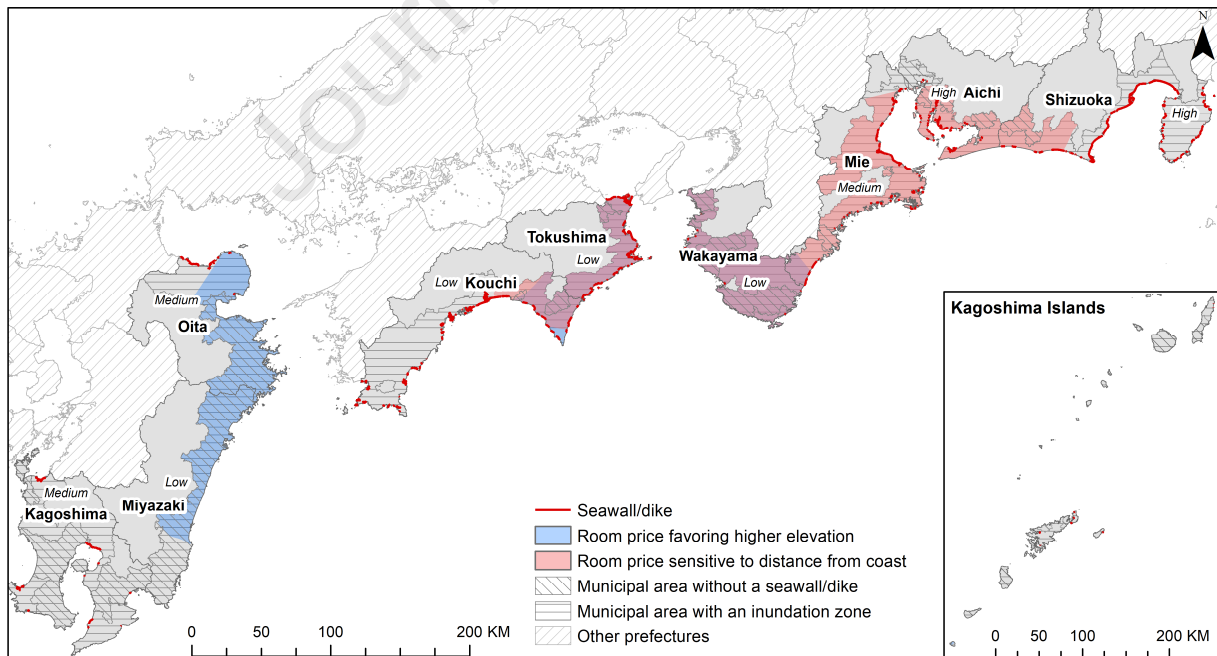 Journ
N
High
Aichi
Shizuoka
High
Mie
Medium
Tokushima
Low
Wakayama
Low
Low
Kouchi
Medium
Oita
Low
Miyazaki
Medium
Kagoshima
Seawall/dike
Room price favoring higher elevation
Room price sensitive to distance from coast
Municipal area without a seawall/dike
Municipal area with an inundation zone
Other prefectures
0 50 100 200 KM
Kagoshima Islands
0 50 100 200 KM